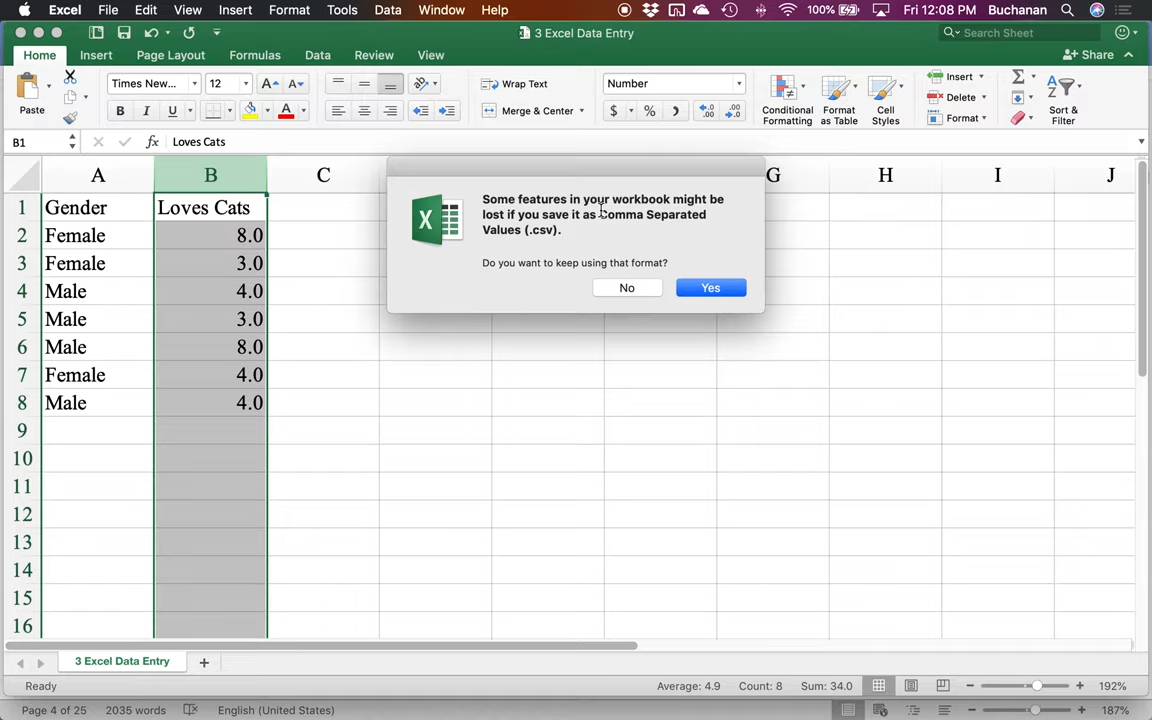 Excel File Edit View Insert Format Tools Data Window Help 100% Fri 12:08 PM Buchanan
3 Excel Data Entry Search Sheet
Home Insert Page Layout Formulas Data Review View Share
Paste Times New... 12 Wrap Text Number Conditional Formatting Format as Table Cell Styles Insert Sort & Filter
B I U Merge & Center $ % Delete
Format
B1 fx Loves Cats
A B C G H I J
1 Gender Loves Cats
2 Female 8.0
3 Female 3.0
4 Male 4.0
5 Male 3.0
6 Male 8.0
7 Female 4.0
8 Male 4.0
9
10
11
12
13
14
15
16
Some features in your workbook might be
lost if you save it as Comma Separated
Values (.csv).
Do you want to keep using that format?
No Yes
3 Excel Data Entry
Ready Average: 4.9 Count: 8 Sum: 34.0 192%
Page 4 of 25 2035 words English (United States) 187%